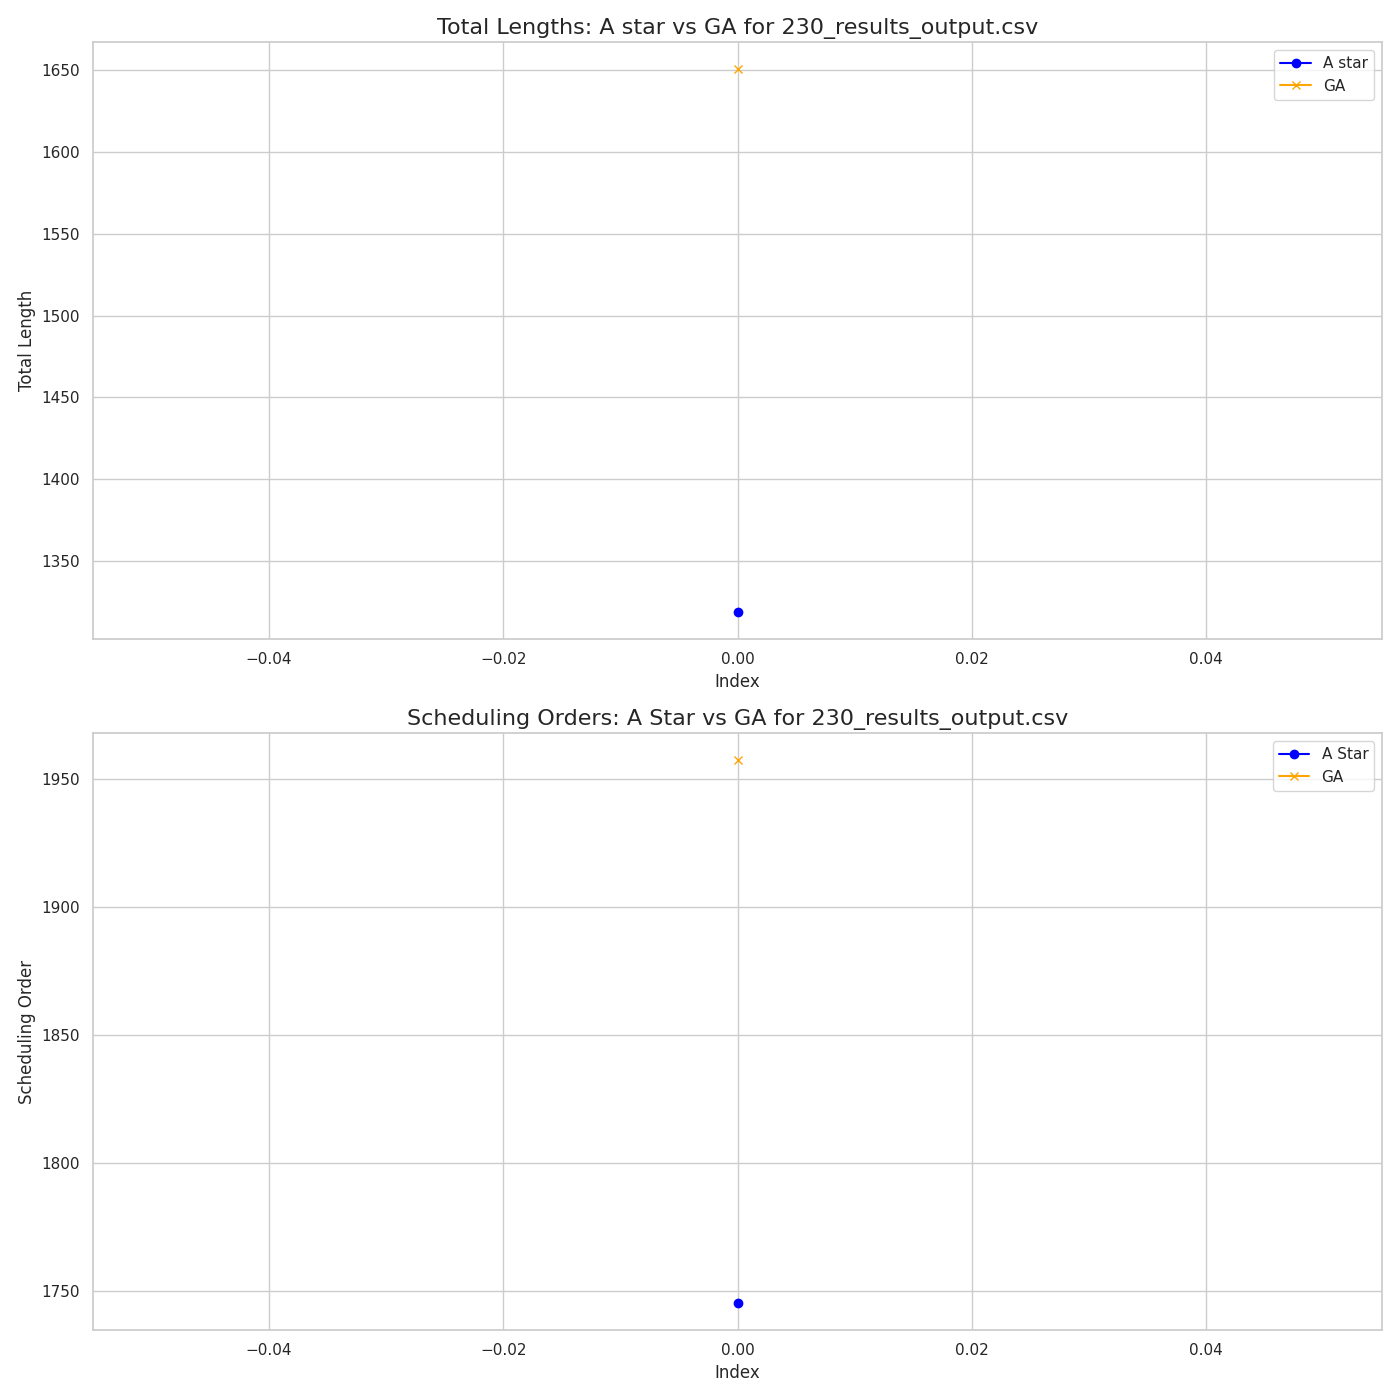 Total Lengths: A star vs GA for 230_results_output.csv
A star
GA
1650
1600
1550
1500
1450
1400
1350
Total Length
−0.04
−0.02
0.00
0.02
0.04
Index
Scheduling Orders: A Star vs GA for 230_results_output.csv
A Star
GA
1950
1900
1850
1800
1750
Scheduling Order
−0.04
−0.02
0.00
0.02
0.04
Index